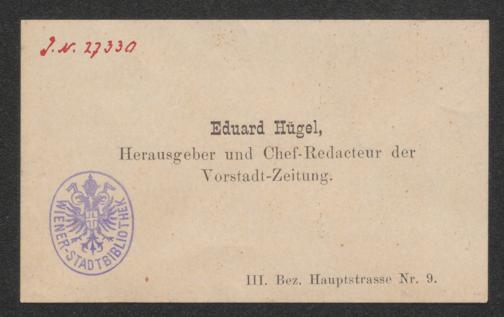 J. N. 27330
Eduard Hügel,
Herausgeber und Chef-Redacteur der
Vorstadt-Zeitung.
WIENER-STADTBIBLIOTHEK
III. Bez. Hauptstrasse Nr. 9.